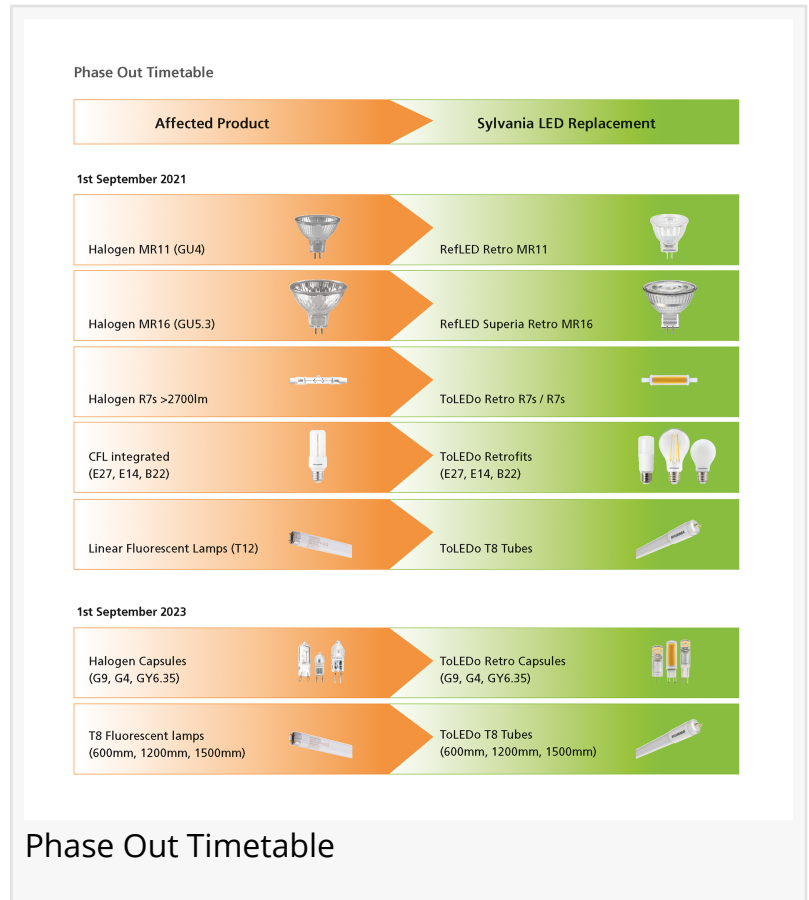 Phase Out Timetable
Affected Product
Sylvania LED Replacement
1st September 2021
Halogen MR11 (GU4)
RefLED Retro MR11
Halogen MR16 (GU5.3)
RefLED Superia Retro MR16
Halogen R7s >2700lm
ToLEDo Retro R7s / R7s
CFL integrated
(E27, E14, B22)
ToLEDo Retrofits
(E27, E14, B22)
Linear Fluorescent Lamps (T12)
ToLEDo T8 Tubes
1st September 2023
Halogen Capsules
(G9, G4, GY6.35)
ToLEDo Retro Capsules
(G9, G4, GY6.35)
T8 Fluorescent lamps
(600mm, 1200mm, 1500mm)
ToLEDo T8 Tubes
(600mm, 1200mm, 1500mm)
Phase Out Timetable